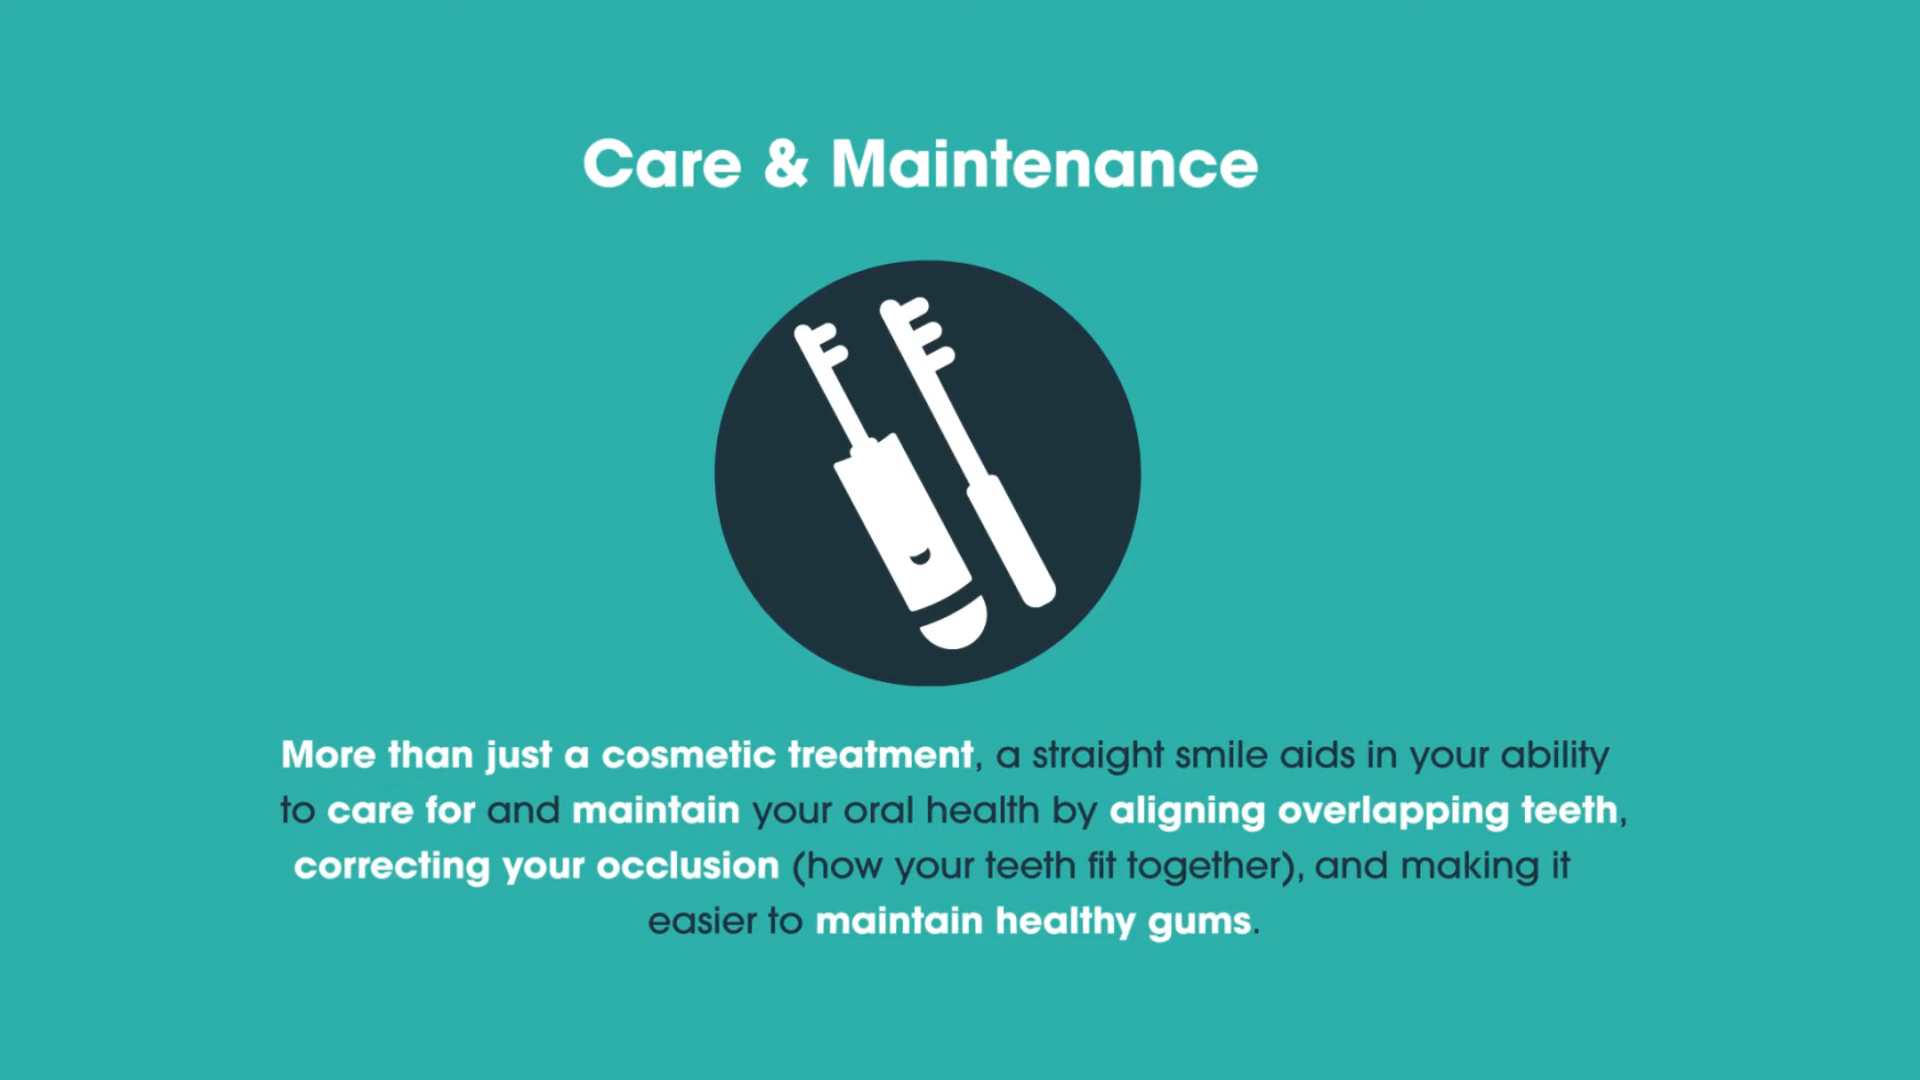 Care & Maintenance
More than just a cosmetic treatment, a straight smile aids in your ability
to care for and maintain your oral health by aligning overlapping teeth,
correcting your occlusion (how your teeth fit together), and making it
easier to maintain healthy gums.